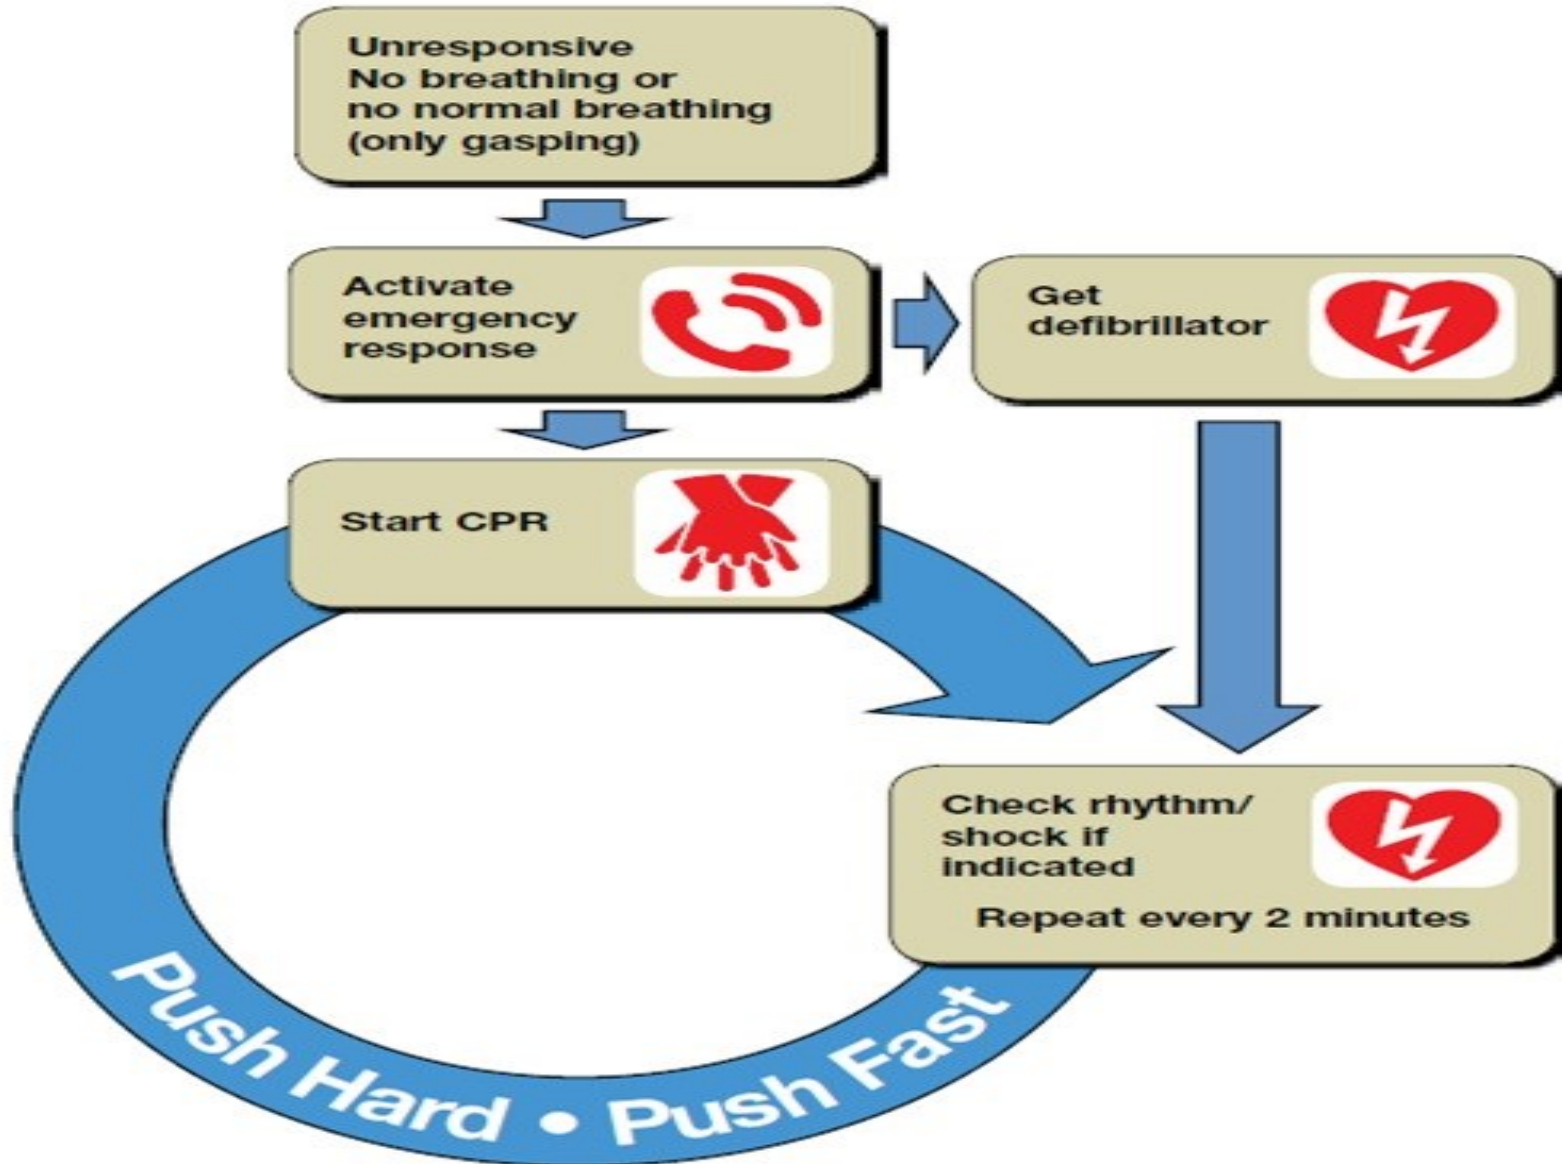 Unresponsive
No breathing or
no normal breathing
(only gasping)
Activate
emergency
response
Get
defibrillator
Start CPR
Check rhythm/
shock if
indicated
Repeat every 2 minutes
Push Hard • Push Fast